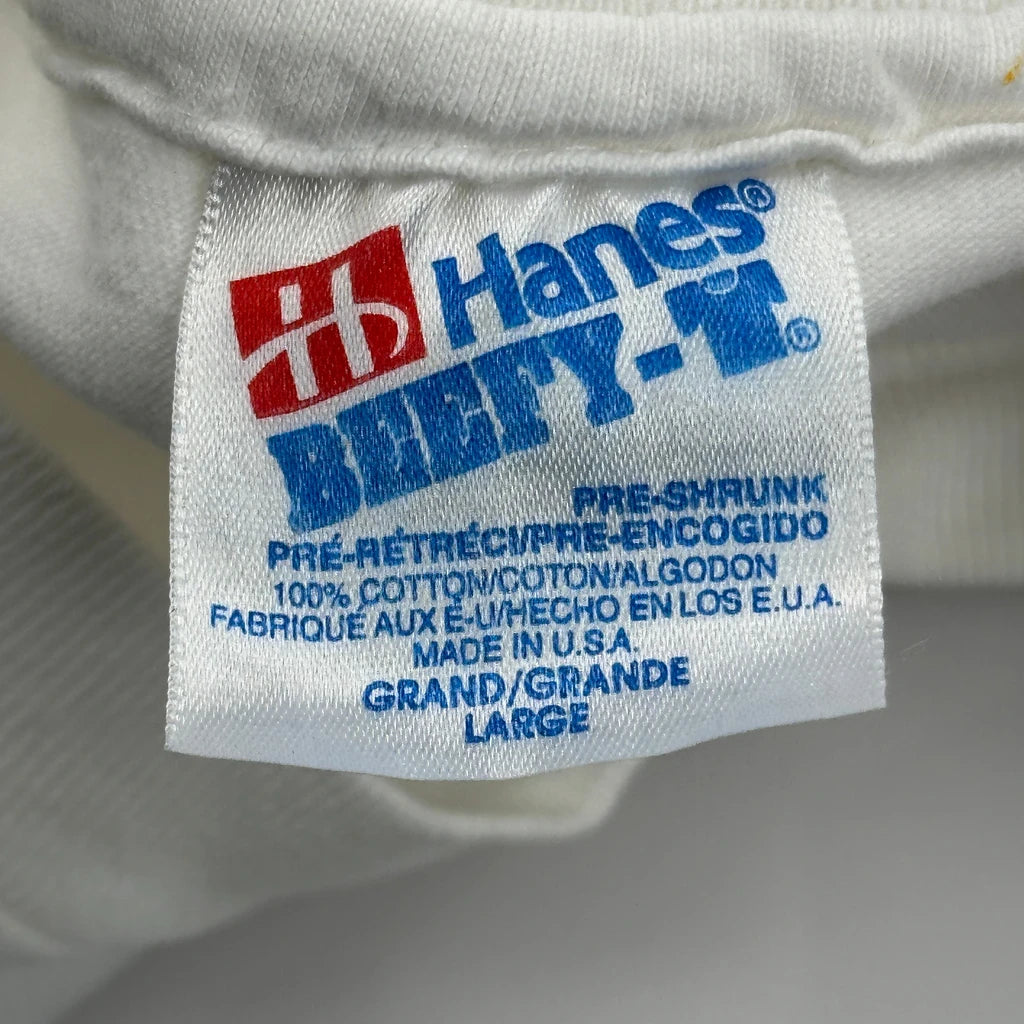 Hanes®
BEEFY-T®
PRE-SHRUNK
PRÉ-RÉTRÉCI/PRE-ENCOGIDO
100% COTTON/COTON/ALGODON
FABRIQUÉ AUX É-U/HECHO EN LOS E.U.A.
MADE IN U.S.A.
GRAND/GRANDE
LARGE